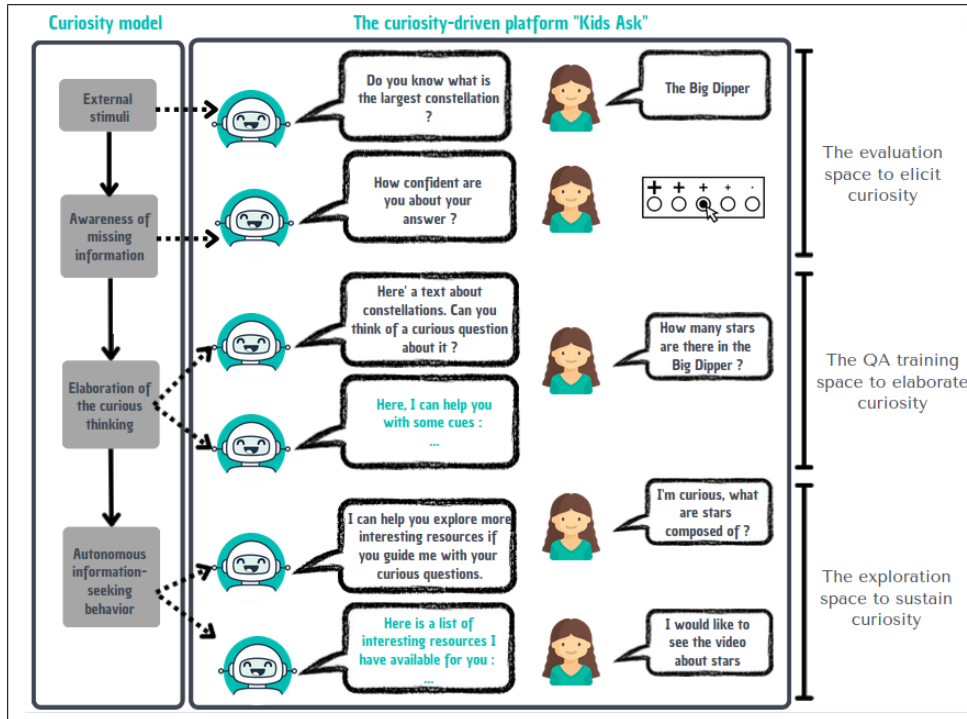 Curiosity model
The curiosity-driven platform "Kids Ask"
External
stimuli
Do you know what is
the largest constellation
?
The Big Dipper
How confident are
you about your
answer ?
The evaluation
space to elicit
curiosity
Awareness of
missing
information
Here' a text about
constellations. Can you
think of a curious question
about it ?
How many stars
are there in the
Big Dipper ?
Elaboration of
the curious
thinking
Here, I can help you
with some cues :
...
The QA training
space to elaborate
curiosity
I can help you explore more
interesting resources if
you guide me with your
curious questions.
I'm curious, what
are stars
composed of ?
Autonomous
information-
seeking
behavior
Here is a list of
interesting resources I
have available for you :
...
I would like to
see the video
about stars
The exploration
space to sustain
curiosity